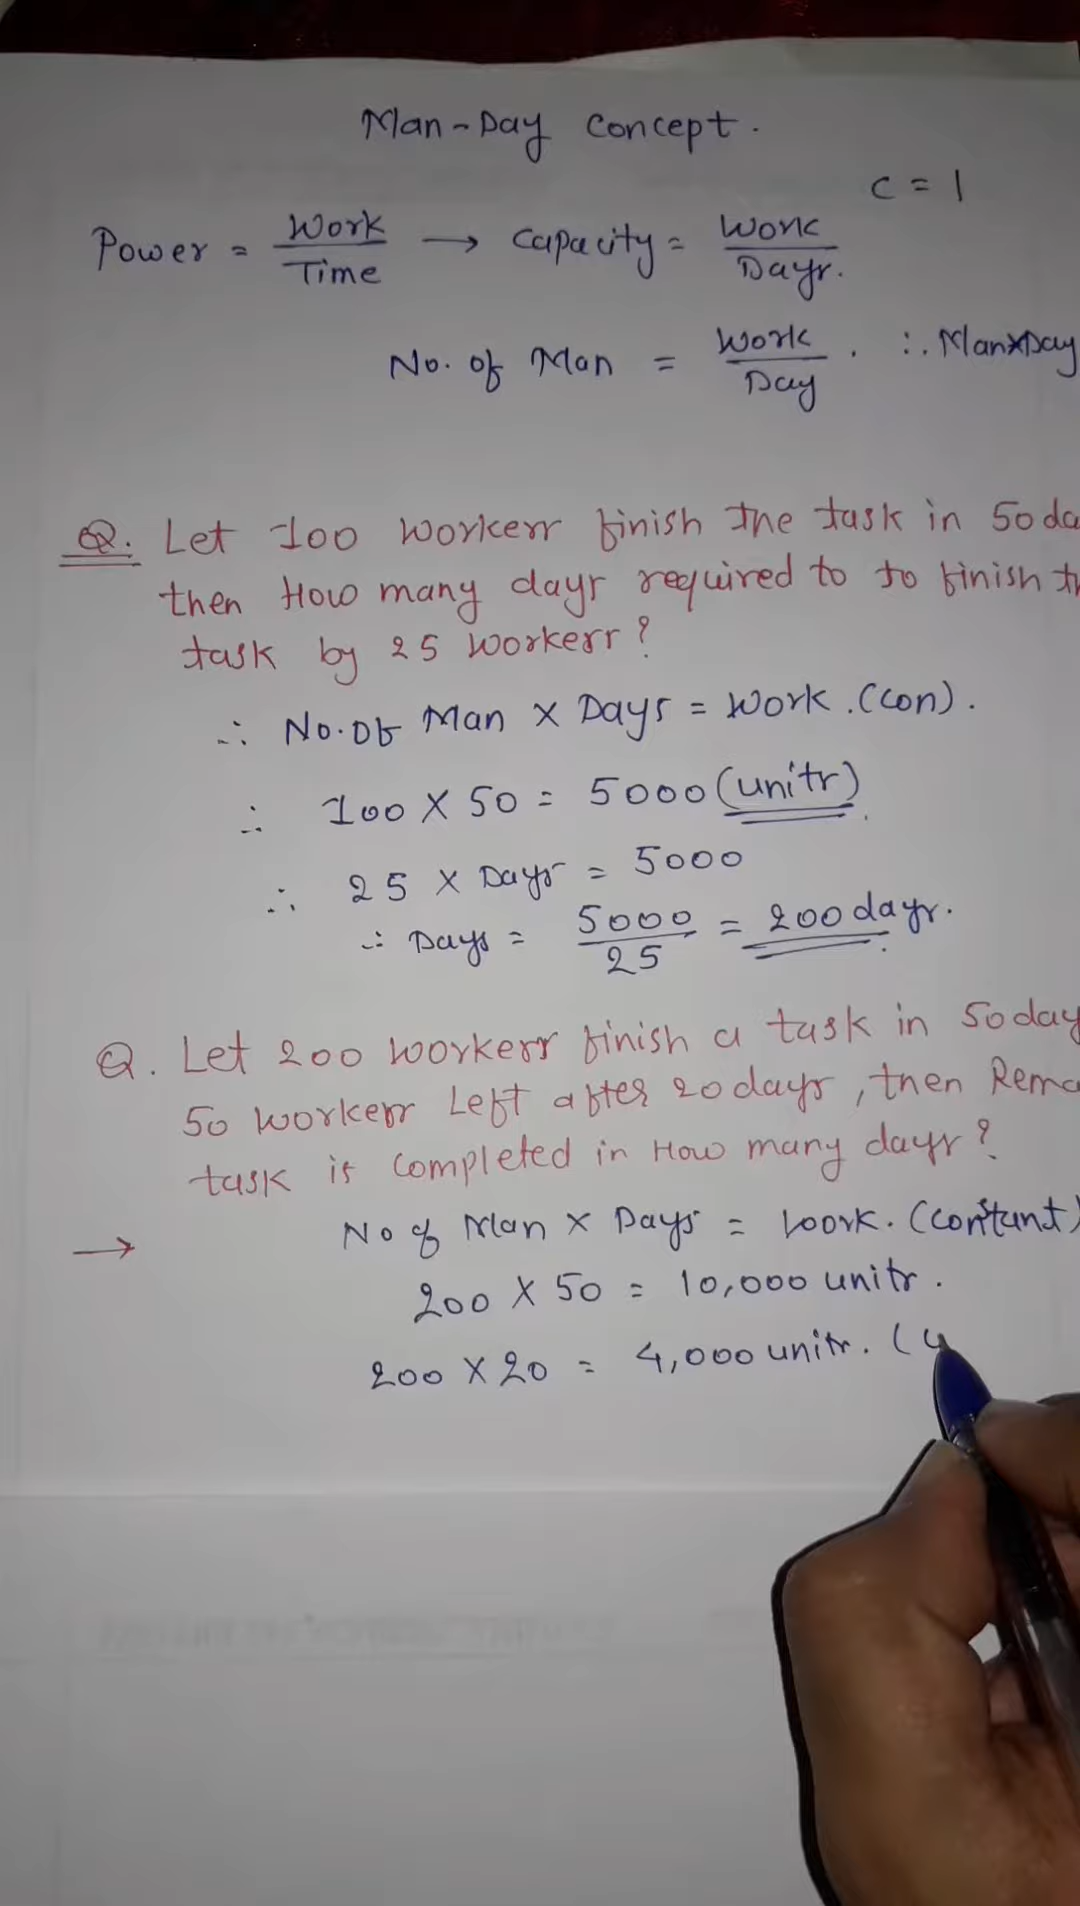 Man-Day Concept.
C = 1
Power = Work/Time → Capacity = Work/Days.
No. of Man = Work/Day . ∴ Man×Day
Q. Let 100 workers finish the task in 50 da
then How many days required to to finish th
task by 25 workers?
∴ No. of Man × Days = Work. (con).
∴ 100 × 50 = 5000 (units)
∴ 25 × Days = 5000
∴ Days = 5000/25 = 200 days.
Q. Let 200 workers finish a task in 50 day
50 workers Left after 20 days, then Rema
task is completed in How many days?
→ No of Man × Days = work. (constant)
200 × 50 = 10,000 units.
200 × 20 = 4,000 units. (